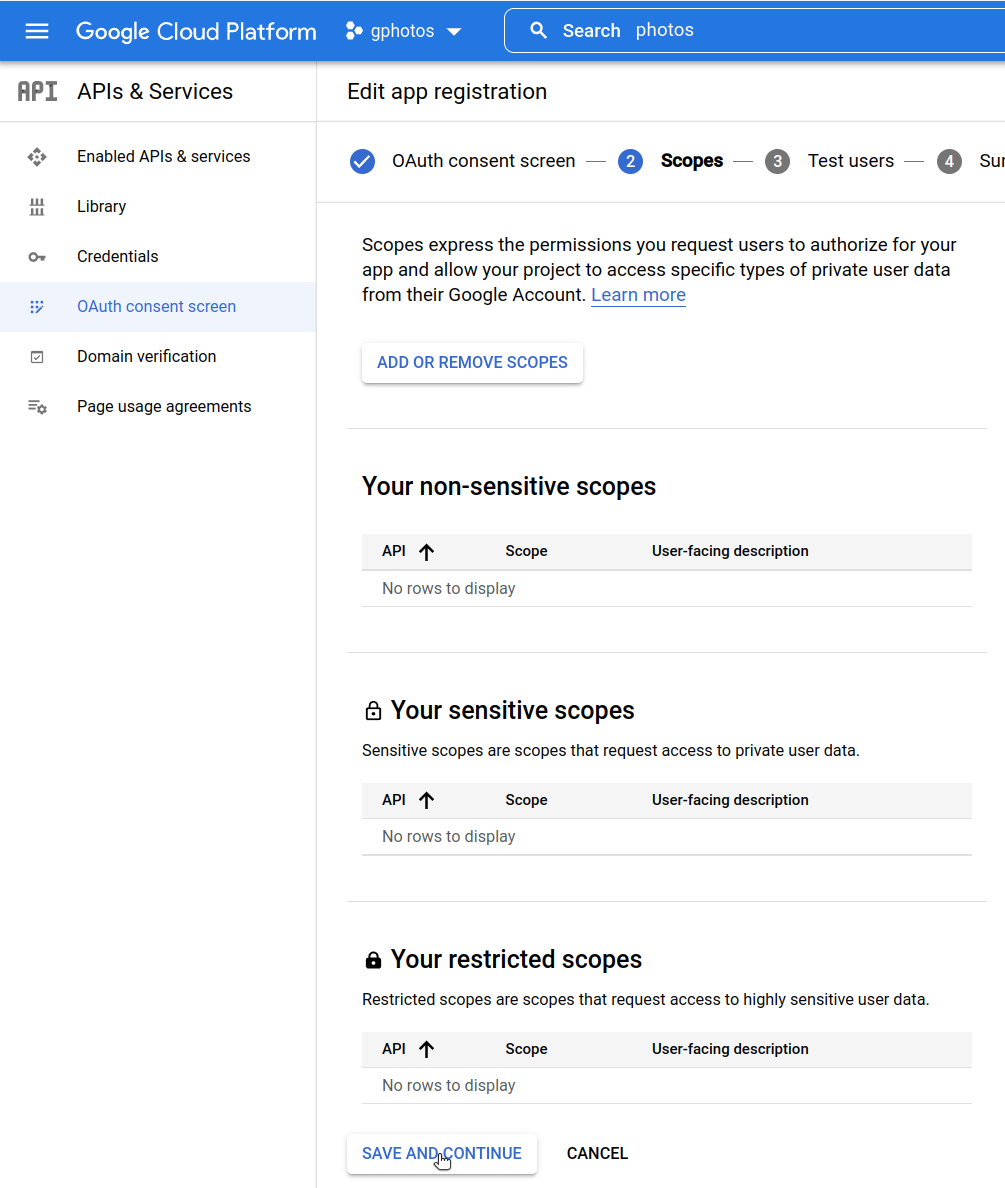 Google Cloud Platform gphotos Search photos
API APIs & Services
Edit app registration
Enabled APIs & services
Library
Credentials
OAuth consent screen
Domain verification
Page usage agreements
OAuth consent screen — 2 Scopes — 3 Test users — 4 Sur
Scopes express the permissions you request users to authorize for your
app and allow your project to access specific types of private user data
from their Google Account. Learn more
ADD OR REMOVE SCOPES
Your non-sensitive scopes
API Scope User-facing description
No rows to display
Your sensitive scopes
Sensitive scopes are scopes that request access to private user data.
API Scope User-facing description
No rows to display
Your restricted scopes
Restricted scopes are scopes that request access to highly sensitive user data.
API Scope User-facing description
No rows to display
SAVE AND CONTINUE CANCEL